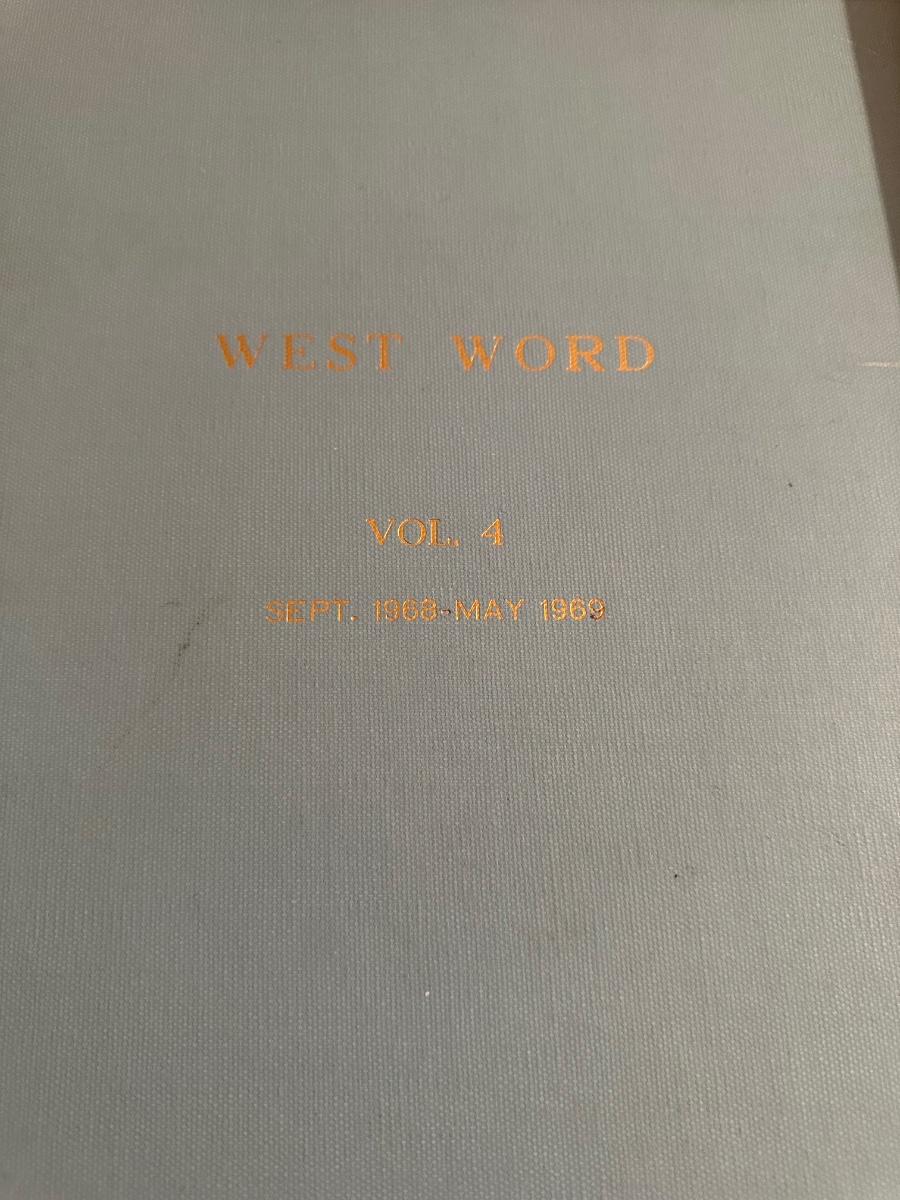 WEST WORD
VOL. 4
SEPT. 1968-MAY 1969